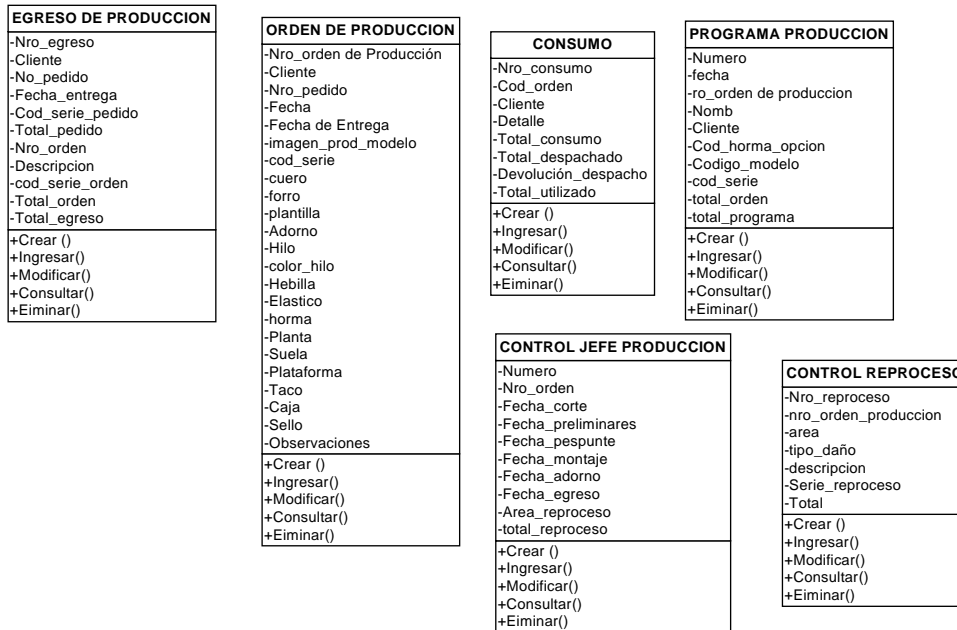 EGRESO DE PRODUCCION
-Nro_egreso
-Cliente
-No_pedido
-Fecha_entrega
-Cod_serie_pedido
-Total_pedido
-Nro_orden
-Descripcion
-cod_serie_orden
-Total_orden
-Total_egreso
+Crear ()
+Ingresar()
+Modificar()
+Consultar()
+Eiminar()
ORDEN DE PRODUCCION
-Nro_orden de Producción
-Cliente
-Nro_pedido
-Fecha
-Fecha de Entrega
-imagen_prod_modelo
-cod_serie
-cuero
-forro
-plantilla
-Adorno
-Hilo
-color_hilo
-Hebilla
-Elastico
-horma
-Planta
-Suela
-Plataforma
-Taco
-Caja
-Sello
-Observaciones
+Crear ()
+Ingresar()
+Modificar()
+Consultar()
+Eiminar()
CONSUMO
-Nro_consumo
-Cod_orden
-Cliente
-Detalle
-Total_consumo
-Total_despachado
-Devolución_despacho
-Total_utilizado
+Crear ()
+Ingresar()
+Modificar()
+Consultar()
+Eiminar()
PROGRAMA PRODUCCION
-Numero
-fecha
-ro_orden de produccion
-Nomb
-Cliente
-Cod_horma_opcion
-Codigo_modelo
-cod_serie
-total_orden
-total_programa
+Crear ()
+Ingresar()
+Modificar()
+Consultar()
+Eiminar()
CONTROL JEFE PRODUCCION
-Numero
-Nro_orden
-Fecha_corte
-Fecha_preliminares
-Fecha_pespunte
-Fecha_montaje
-Fecha_adorno
-Fecha_egreso
-Area_reproceso
-total_reproceso
+Crear ()
+Ingresar()
+Modificar()
+Consultar()
+Eiminar()
CONTROL REPROCESO
-Nro_reproceso
-nro_orden_produccion
-area
-tipo_daño
-descripcion
-Serie_reproceso
-Total
+Crear ()
+Ingresar()
+Modificar()
+Consultar()
+Eiminar()